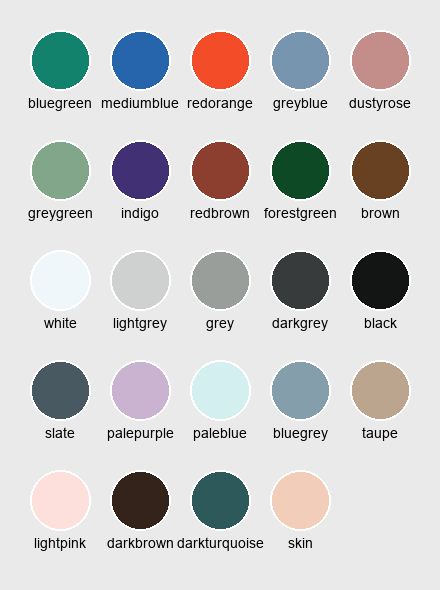 bluegreen mediumblue redorange greyblue dustyrose
greygreen indigo redbrown forestgreen brown
white lightgrey grey darkgrey black
slate palepurple paleblue bluegrey taupe
lightpink darkbrown darkturquoise skin